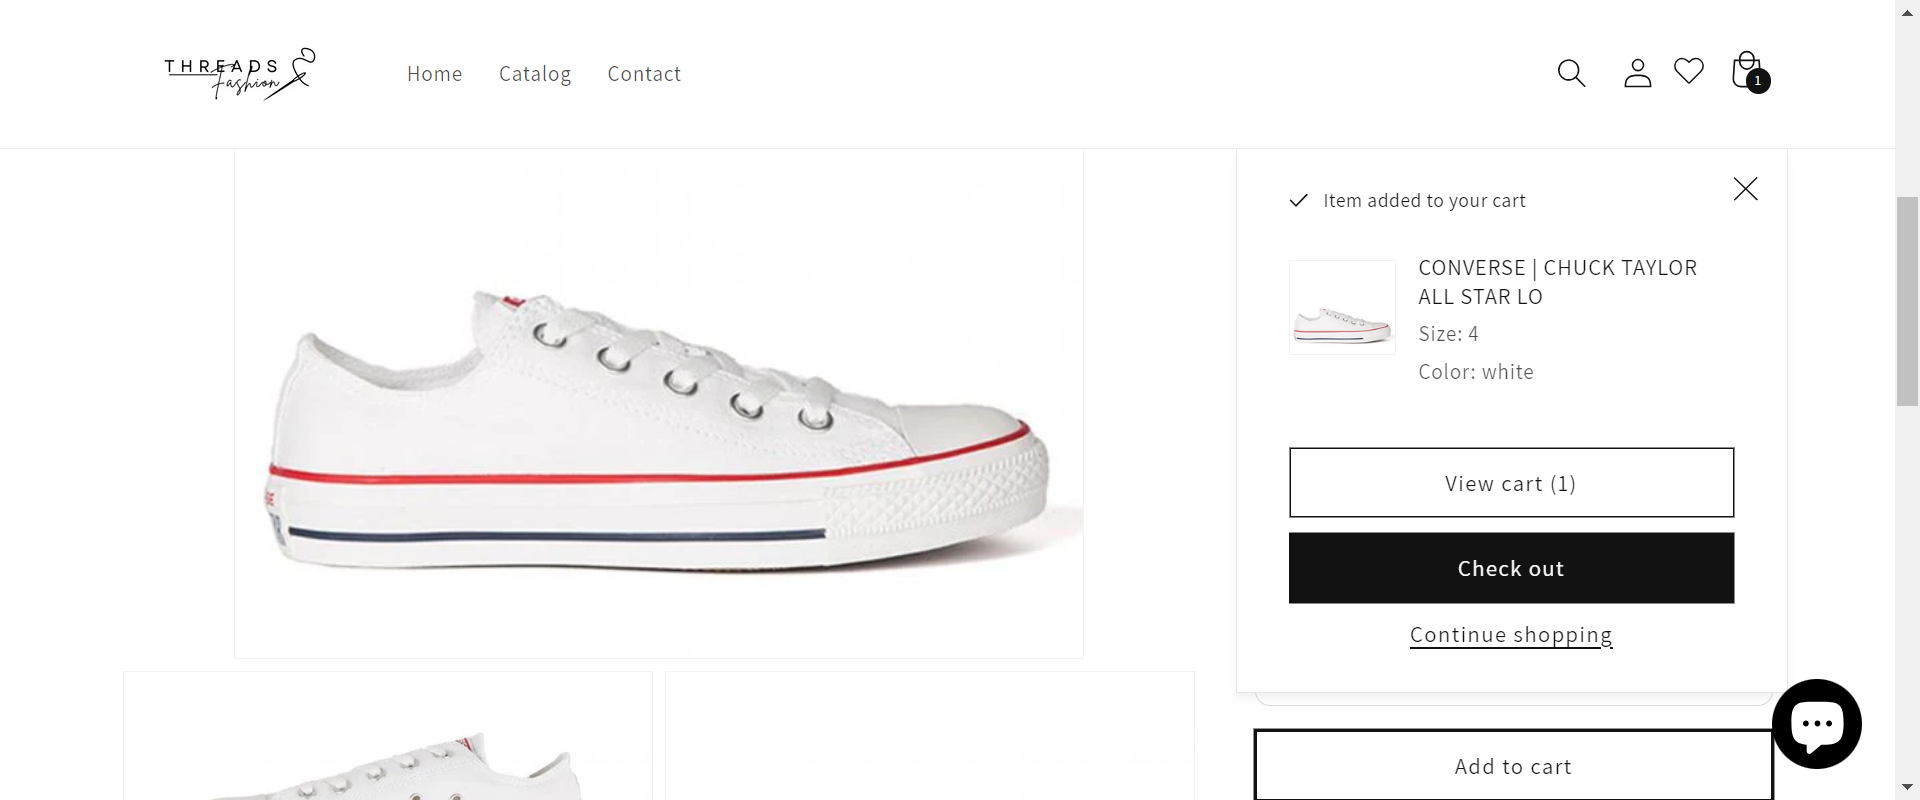 THREADS
Fashion
Home
Catalog
Contact
1
Item added to your cart
CONVERSE | CHUCK TAYLOR
ALL STAR LO
Size: 4
Color: white
View cart (1)
Check out
Continue shopping
Add to cart